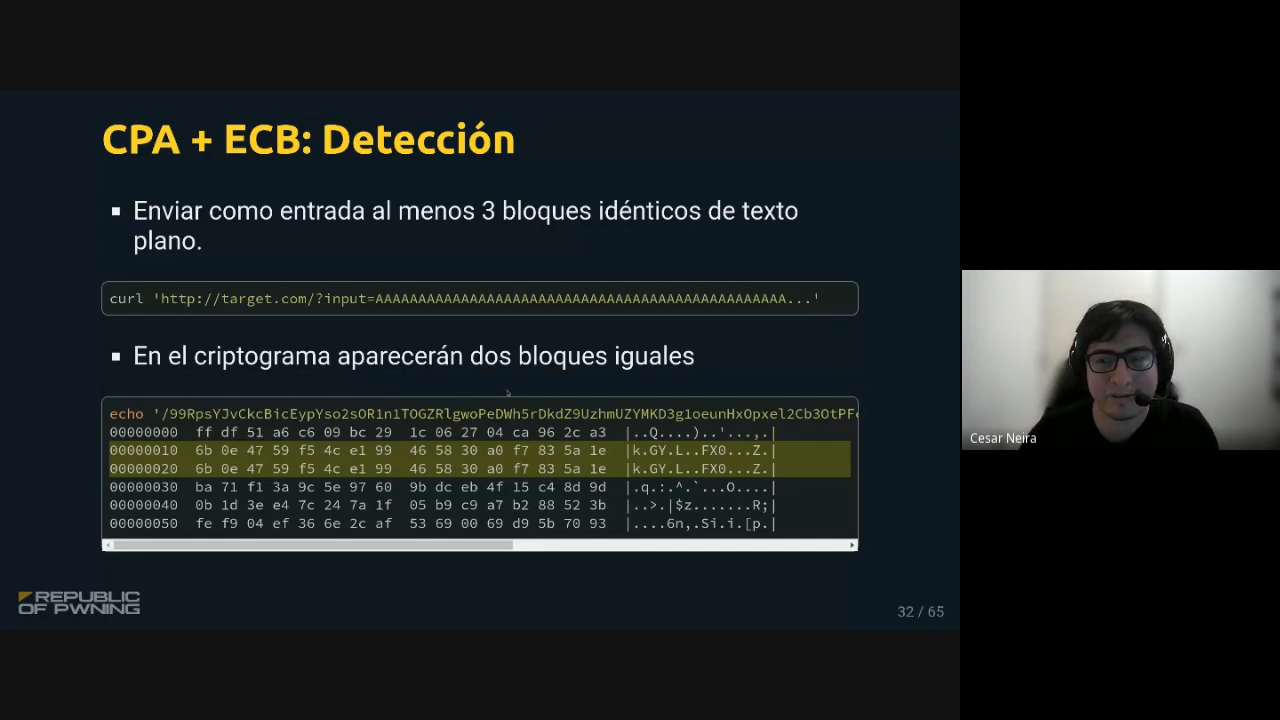 CPA + ECB: Detección
▪ Enviar como entrada al menos 3 bloques idénticos de texto
plano.
curl 'http://target.com/?input=AAAAAAAAAAAAAAAAAAAAAAAAAAAAAAAAAAAAAAAAAAAAAAAA...'
▪ En el criptograma aparecerán dos bloques iguales
echo '/99RpsYJvCkcBicEypYso2sOR1n1TOGZRlgwoPeDWh5rDkdZ9UzhmUZYMKD3g1oeunHxOpxel2Cb3OtPF
00000000 ff df 51 a6 c6 09 bc 29 1c 06 27 04 ca 96 2c a3 |..Q....)..'...,.|
00000010 6b 0e 47 59 f5 4c e1 99 46 58 30 a0 f7 83 5a 1e |k.GY.L..FX0...Z.|
00000020 6b 0e 47 59 f5 4c e1 99 46 58 30 a0 f7 83 5a 1e |k.GY.L..FX0...Z.|
00000030 ba 71 f1 3a 9c 5e 97 60 9b dc eb 4f 15 c4 8d 9d |.q.:.^.`...O....|
00000040 0b 1d 3e e4 7c 24 7a 1f 05 b9 c9 a7 b2 88 52 3b |..>.|$z.......R;|
00000050 fe f9 04 ef 36 6e 2c af 53 69 00 69 d9 5b 70 93 |....6n,.Si.i.[p.|
REPUBLIC
OF PWNING
32 / 65
Cesar Neira